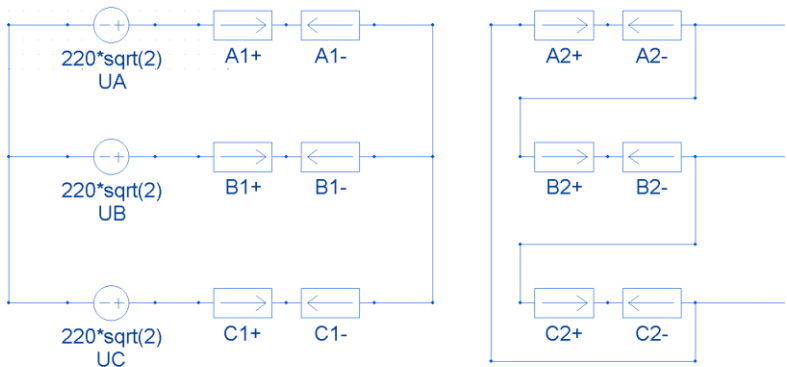 220*sqrt(2)
UA
A1+ A1-
A2+ A2-
220*sqrt(2)
UB
B1+ B1-
B2+ B2-
220*sqrt(2)
UC
C1+ C1-
C2+ C2-